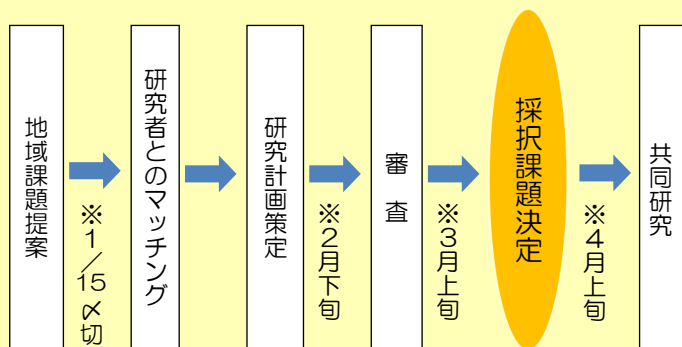 地域課題提案
※1/15〆切
研究者とのマッチング
研究計画策定
※2月下旬
審査
※3月上旬
採択課題決定
※4月上旬
共同研究